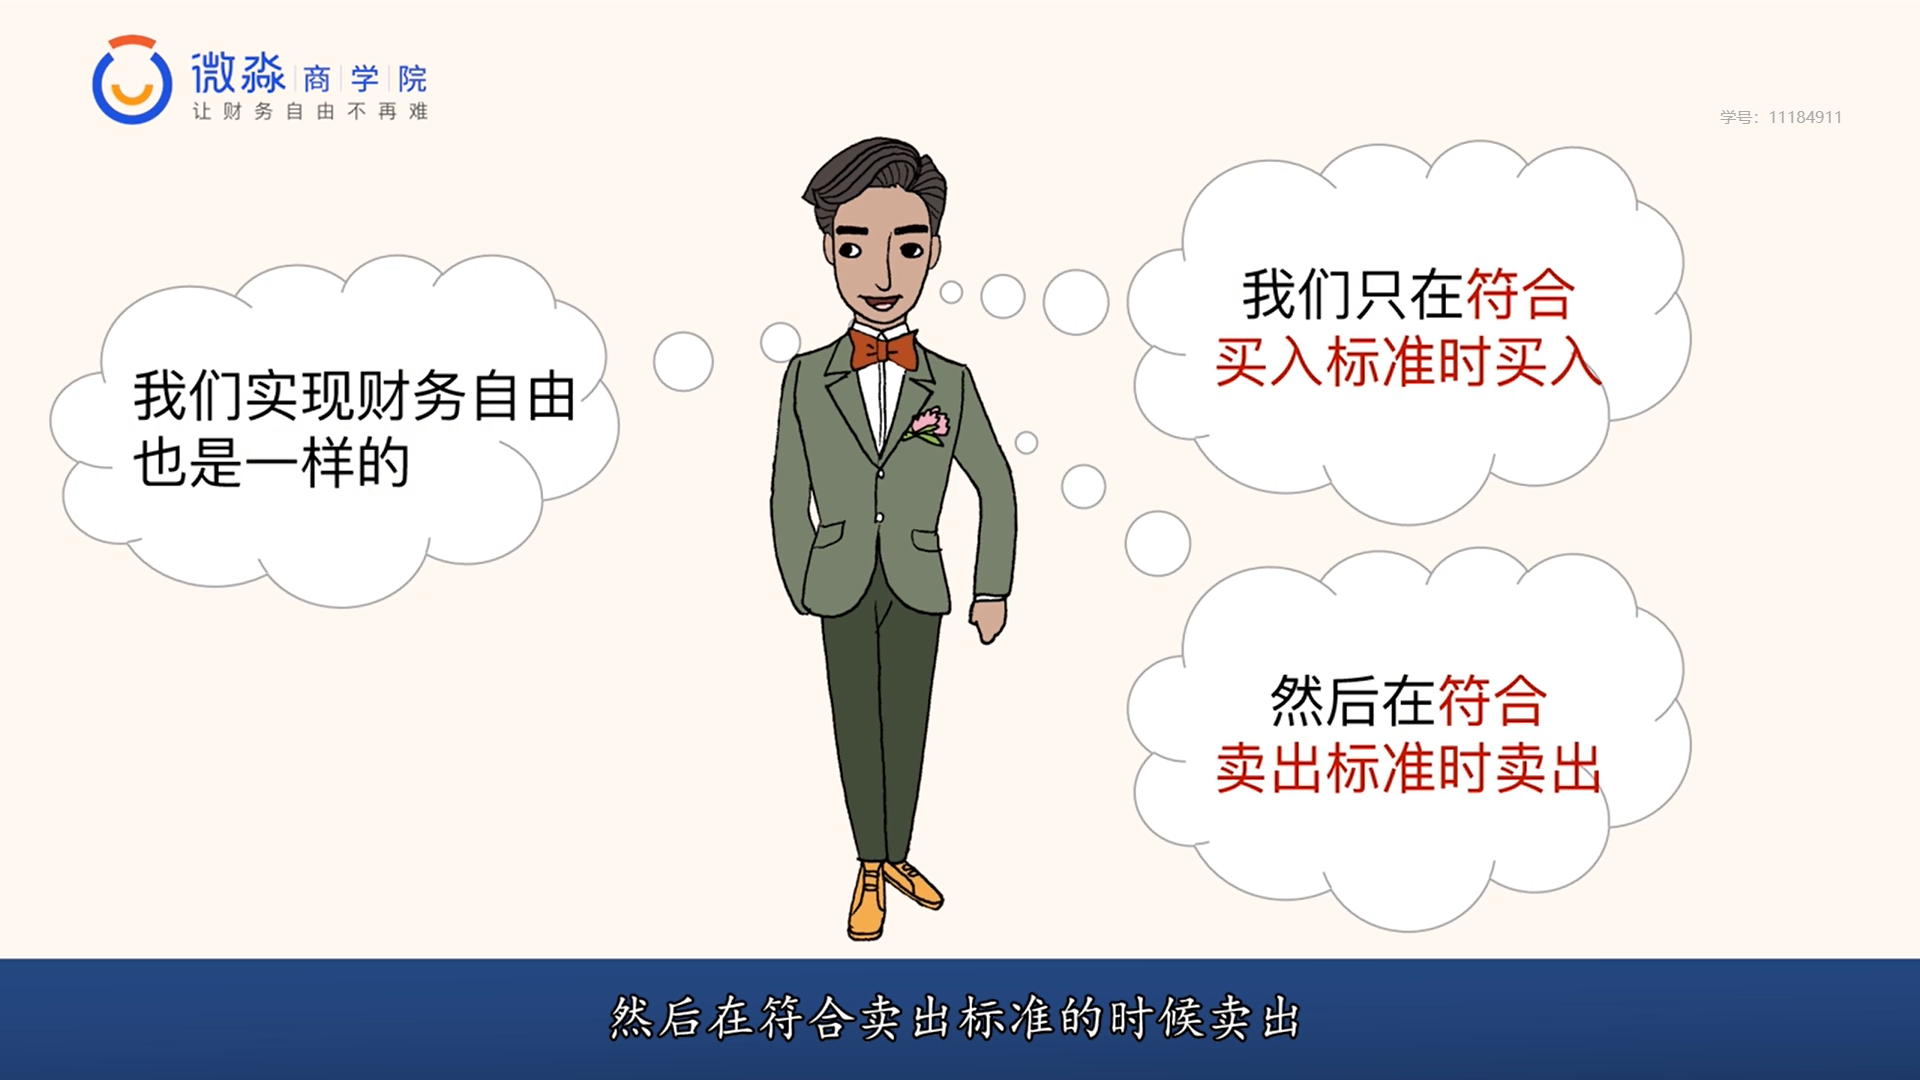 微淼商学院
让财务自由不再难
学号：11184911
我们实现财务自由
也是一样的
我们只在符合
买入标准时买入
然后在符合
卖出标准时卖出
然后在符合卖出标准的时候卖出